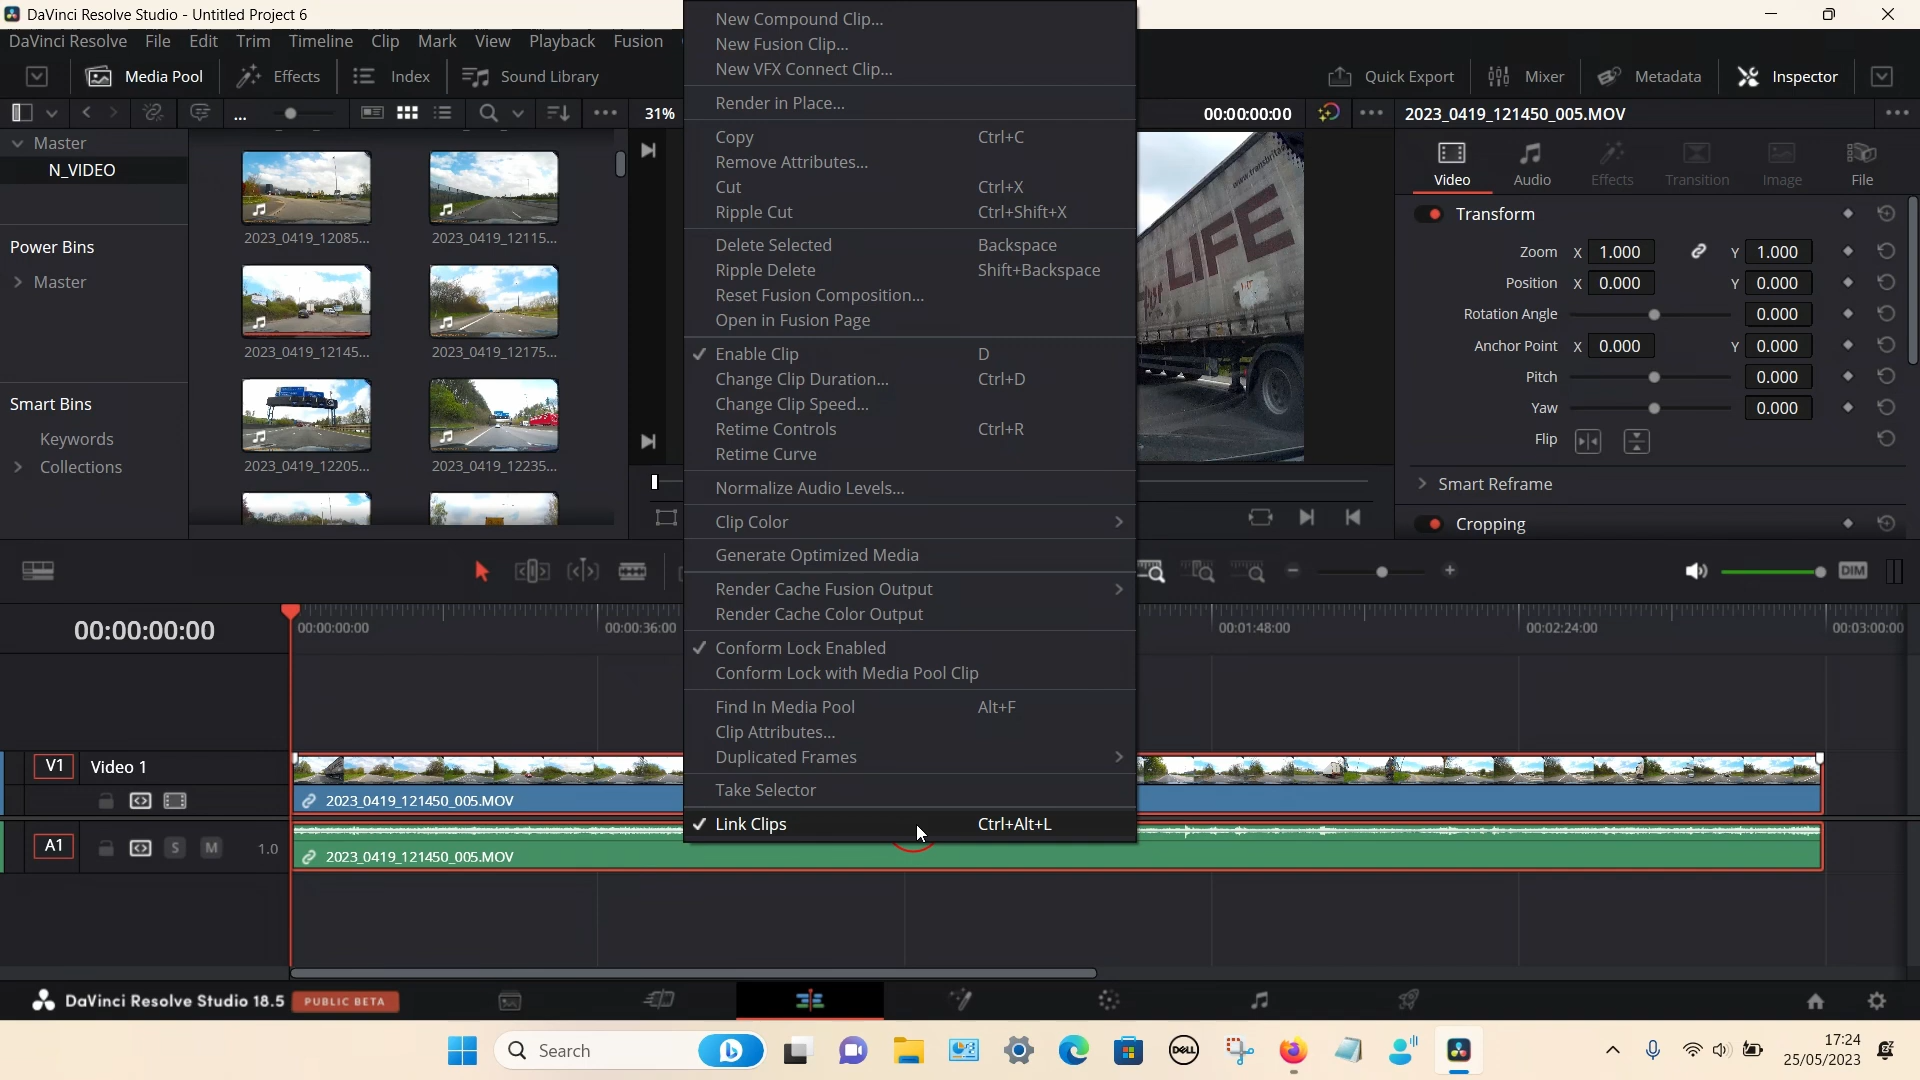 DaVinci Resolve Studio - Untitled Project 6
DaVinci Resolve File Edit Trim Timeline Clip Mark View Playback Fusion
Media Pool Effects Index Sound Library
Quick Export Mixer Metadata Inspector
... 31%
00:00:00:00
2023_0419_121450_005.MOV
Master
N_VIDEO
Power Bins
Master
Smart Bins
Keywords
Collections
2023_0419_12085... 2023_0419_12115...
2023_0419_12145... 2023_0419_12175...
2023_0419_12205... 2023_0419_12235...
New Compound Clip...
New Fusion Clip...
New VFX Connect Clip...
Render in Place...
Copy Ctrl+C
Remove Attributes...
Cut Ctrl+X
Ripple Cut Ctrl+Shift+X
Delete Selected Backspace
Ripple Delete Shift+Backspace
Reset Fusion Composition...
Open in Fusion Page
Enable Clip D
Change Clip Duration... Ctrl+D
Change Clip Speed...
Retime Controls Ctrl+R
Retime Curve
Normalize Audio Levels...
Clip Color
Generate Optimized Media
Render Cache Fusion Output
Render Cache Color Output
Conform Lock Enabled
Conform Lock with Media Pool Clip
Find In Media Pool Alt+F
Clip Attributes...
Duplicated Frames
Take Selector
Link Clips Ctrl+Alt+L
LIFE
Video Audio Effects Transition Image File
Transform
Zoom X 1.000 Y 1.000
Position X 0.000 Y 0.000
Rotation Angle 0.000
Anchor Point X 0.000 Y 0.000
Pitch 0.000
Yaw 0.000
Flip
Smart Reframe
Cropping
DIM
00:00:00:00
00:00:00:00 00:00:36:00 00:01:48:00 00:02:24:00 00:03:00:00
V1 Video 1
2023_0419_121450_005.MOV
A1 S M 1.0
2023_0419_121450_005.MOV
DaVinci Resolve Studio 18.5 PUBLIC BETA
Search
DELL
17:24
25/05/2023